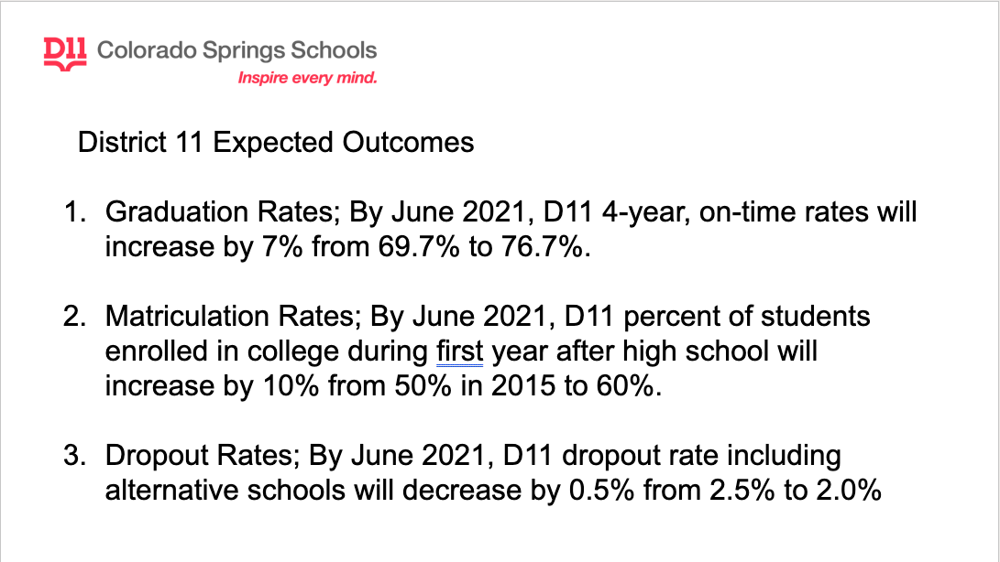 D11 Colorado Springs Schools
Inspire every mind.
District 11 Expected Outcomes
1. Graduation Rates; By June 2021, D11 4-year, on-time rates will
increase by 7% from 69.7% to 76.7%.
2. Matriculation Rates; By June 2021, D11 percent of students
enrolled in college during first year after high school will
increase by 10% from 50% in 2015 to 60%.
3. Dropout Rates; By June 2021, D11 dropout rate including
alternative schools will decrease by 0.5% from 2.5% to 2.0%